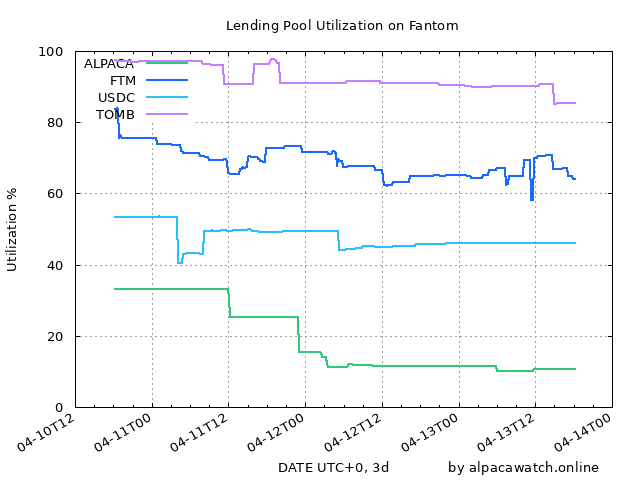 Lending Pool Utilization on Fantom
100
80
60
40
20
0
Utilization %
ALPACA
FTM
USDC
TOMB
04-10T12
04-11T00
04-11T12
04-12T00
04-12T12
04-13T00
04-13T12
04-14T00
DATE UTC+0, 3d
by alpacawatch.online